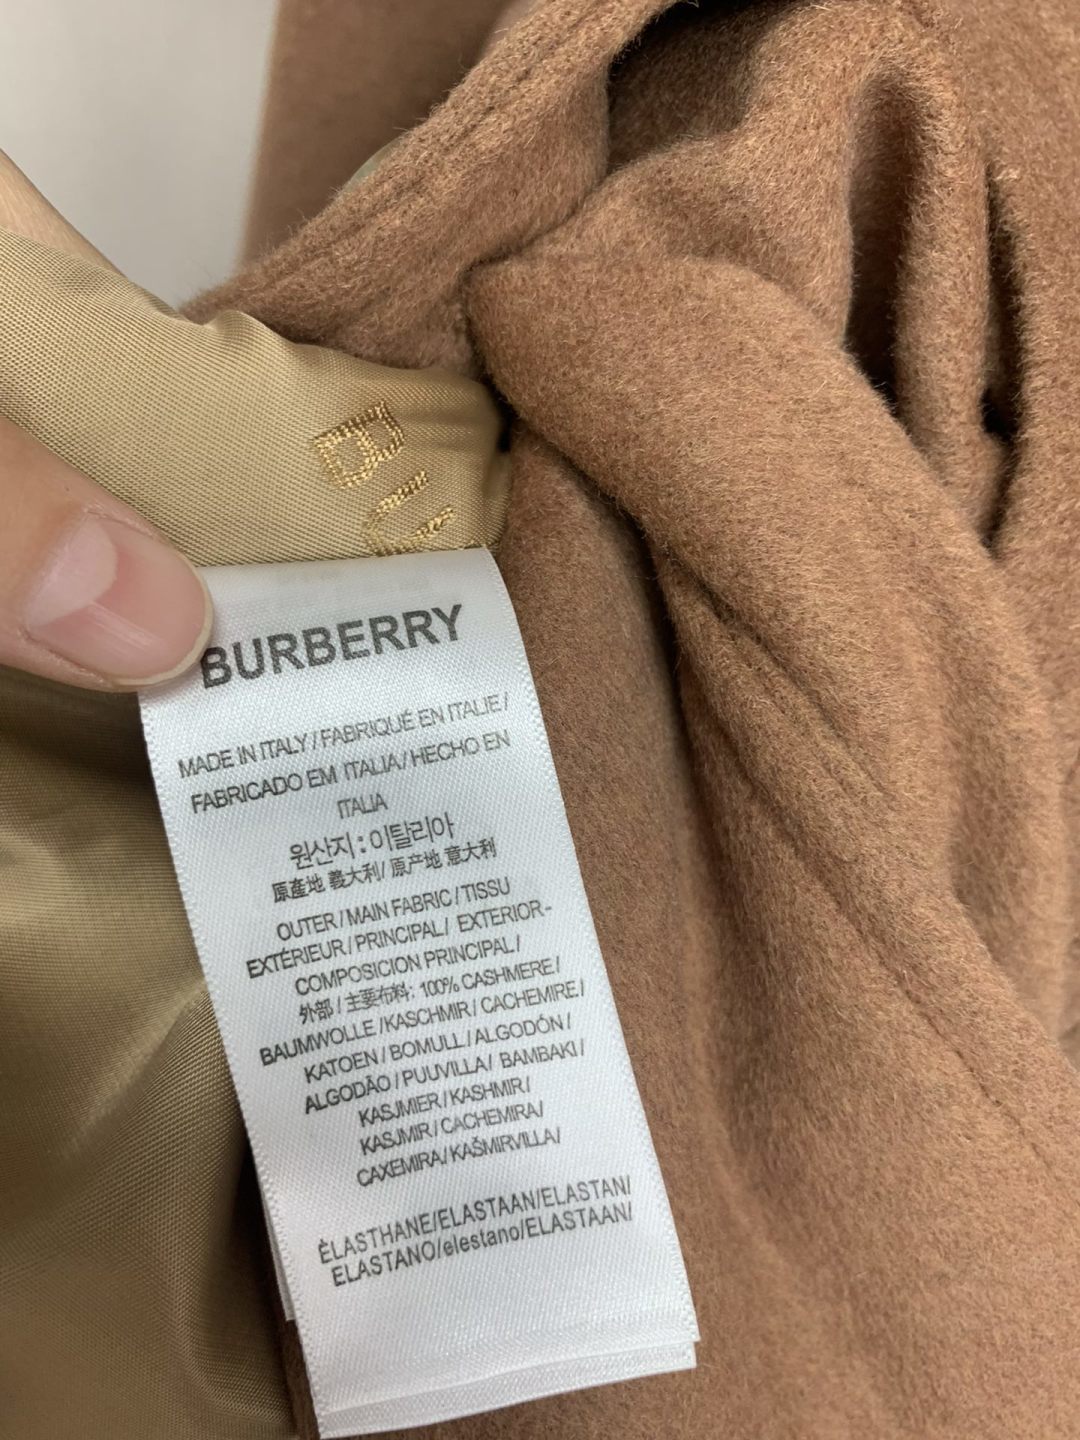 BU
BURBERRY
MADE IN ITALY / FABRIQUÉ EN ITALIE /
FABRICADO EM ITALIA / HECHO EN
ITALIA
원산지 : 이탈리아
原產地 義大利 / 原产地 意大利
OUTER / MAIN FABRIC / TISSU
EXTÉRIEUR / PRINCIPAL / EXTERIOR-
COMPOSICION PRINCIPAL /
外部 / 主要布料: 100% CASHMERE /
BAUMWOLLE / KASCHMIR / CACHEMIRE /
KATOEN / BOMULL / ALGODÓN /
ALGODÃO / PUUVILLA / BAMBAKI /
KASJMIER / KASHMIR /
KASJMIR / CACHEMIRA /
CAXEMIRA / KAŠMIRVILLA /
ÈLASTHANE/ELASTAAN/ELASTAN/
ELASTANO/elestano/ELASTAAN/